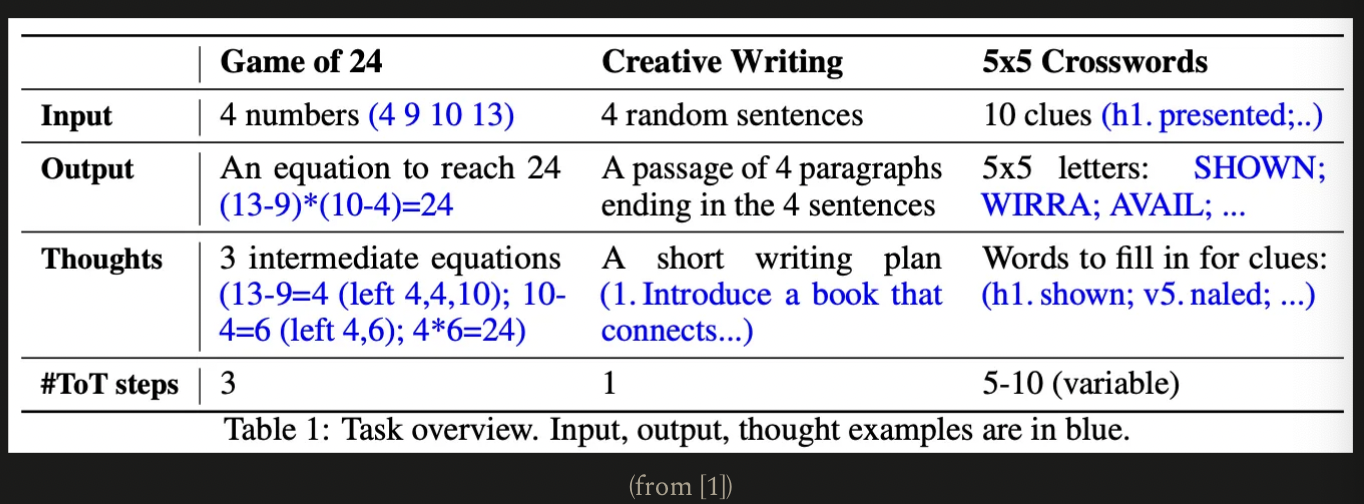 Game of 24 Creative Writing 5x5 Crosswords
Input 4 numbers (4 9 10 13) 4 random sentences 10 clues (h1. presented;..)
Output An equation to reach 24 A passage of 4 paragraphs 5x5 letters: SHOWN;
(13-9)*(10-4)=24 ending in the 4 sentences WIRRA; AVAIL; ...
Thoughts 3 intermediate equations A short writing plan Words to fill in for clues:
(13-9=4 (left 4,4,10); 10- (1. Introduce a book that (h1. shown; v5. naled; ...)
4=6 (left 4,6); 4*6=24) connects...)
#ToT steps 3 1 5-10 (variable)
Table 1: Task overview. Input, output, thought examples are in blue.
(from [1])